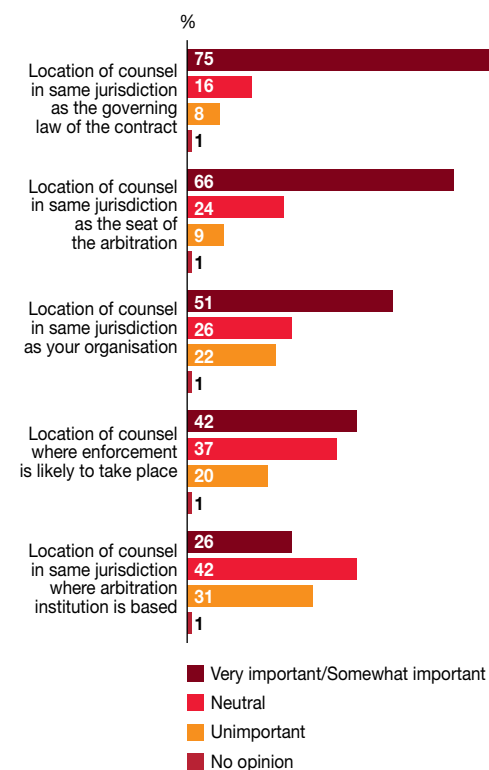 %
Location of counsel
in same jurisdiction
as the governing
law of the contract
75
16
8
1
Location of counsel
in same jurisdiction
as the seat of
the arbitration
66
24
9
1
Location of counsel
in same jurisdiction
as your organisation
51
26
22
1
Location of counsel
where enforcement
is likely to take place
42
37
20
1
Location of counsel
in same jurisdiction
where arbitration
institution is based
26
42
31
1
Very important/Somewhat important
Neutral
Unimportant
No opinion